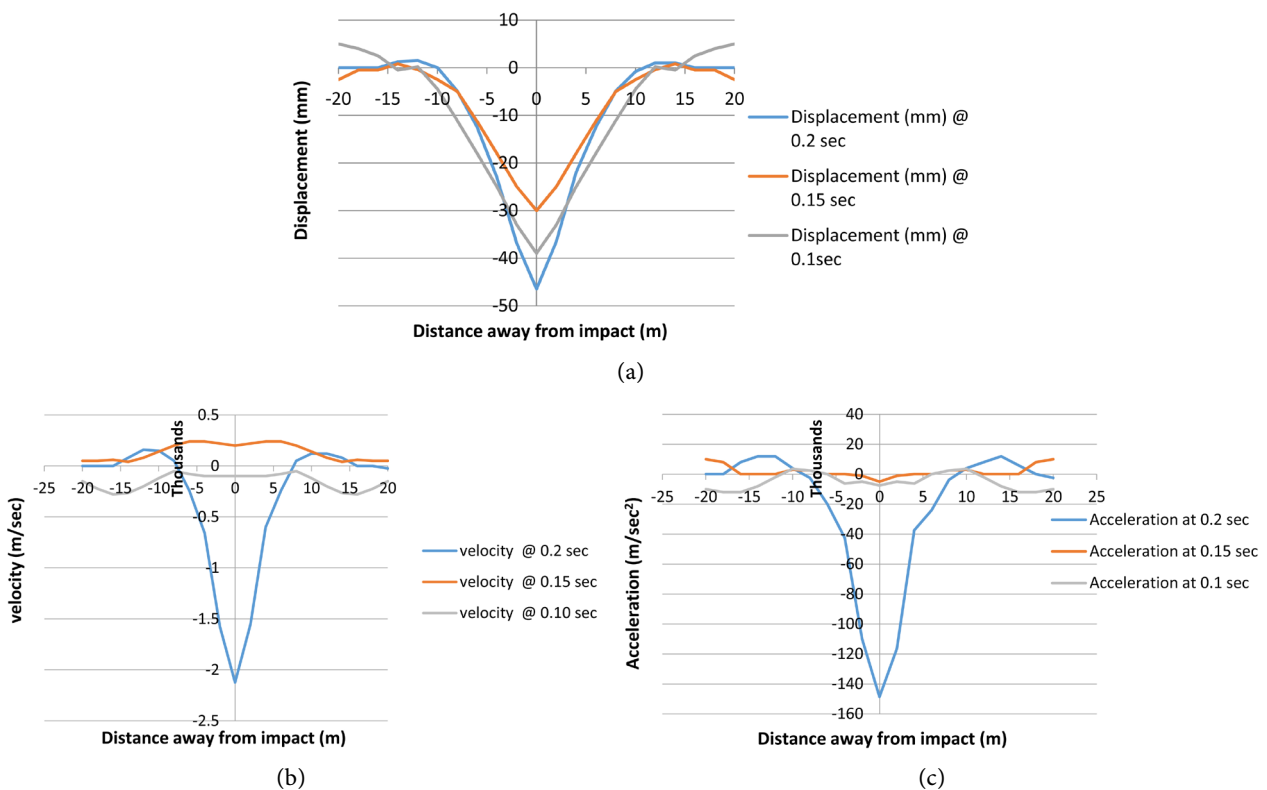 10
0
-20
-15
-10
-5
0
5
10
15
20
-10
-20
-30
-40
-50
Displacement (mm)
Distance away from impact (m)
Displacement (mm) @
0.2 sec
Displacement (mm) @
0.15 sec
Displacement (mm) @
0.1sec
(a)
0.5
0
-25
-20
-15
-10
-5
0
5
10
15
20
-0.5
-1
-1.5
-2
-2.5
Thousands
velocity (m/sec)
Distance away from impact (m)
velocity @ 0.2 sec
velocity @ 0.15 sec
velocity @ 0.10 sec
(b)
40
20
0
-25
-20
-15
-10
-5
0
5
10
15
20
25
-20
-40
-60
-80
-100
-120
-140
-160
Thousands
Acceleration (m/sec²)
Distance away from impact (m)
Acceleration at 0.2 sec
Acceleration at 0.15 sec
Acceleration at 0.1 sec
(c)